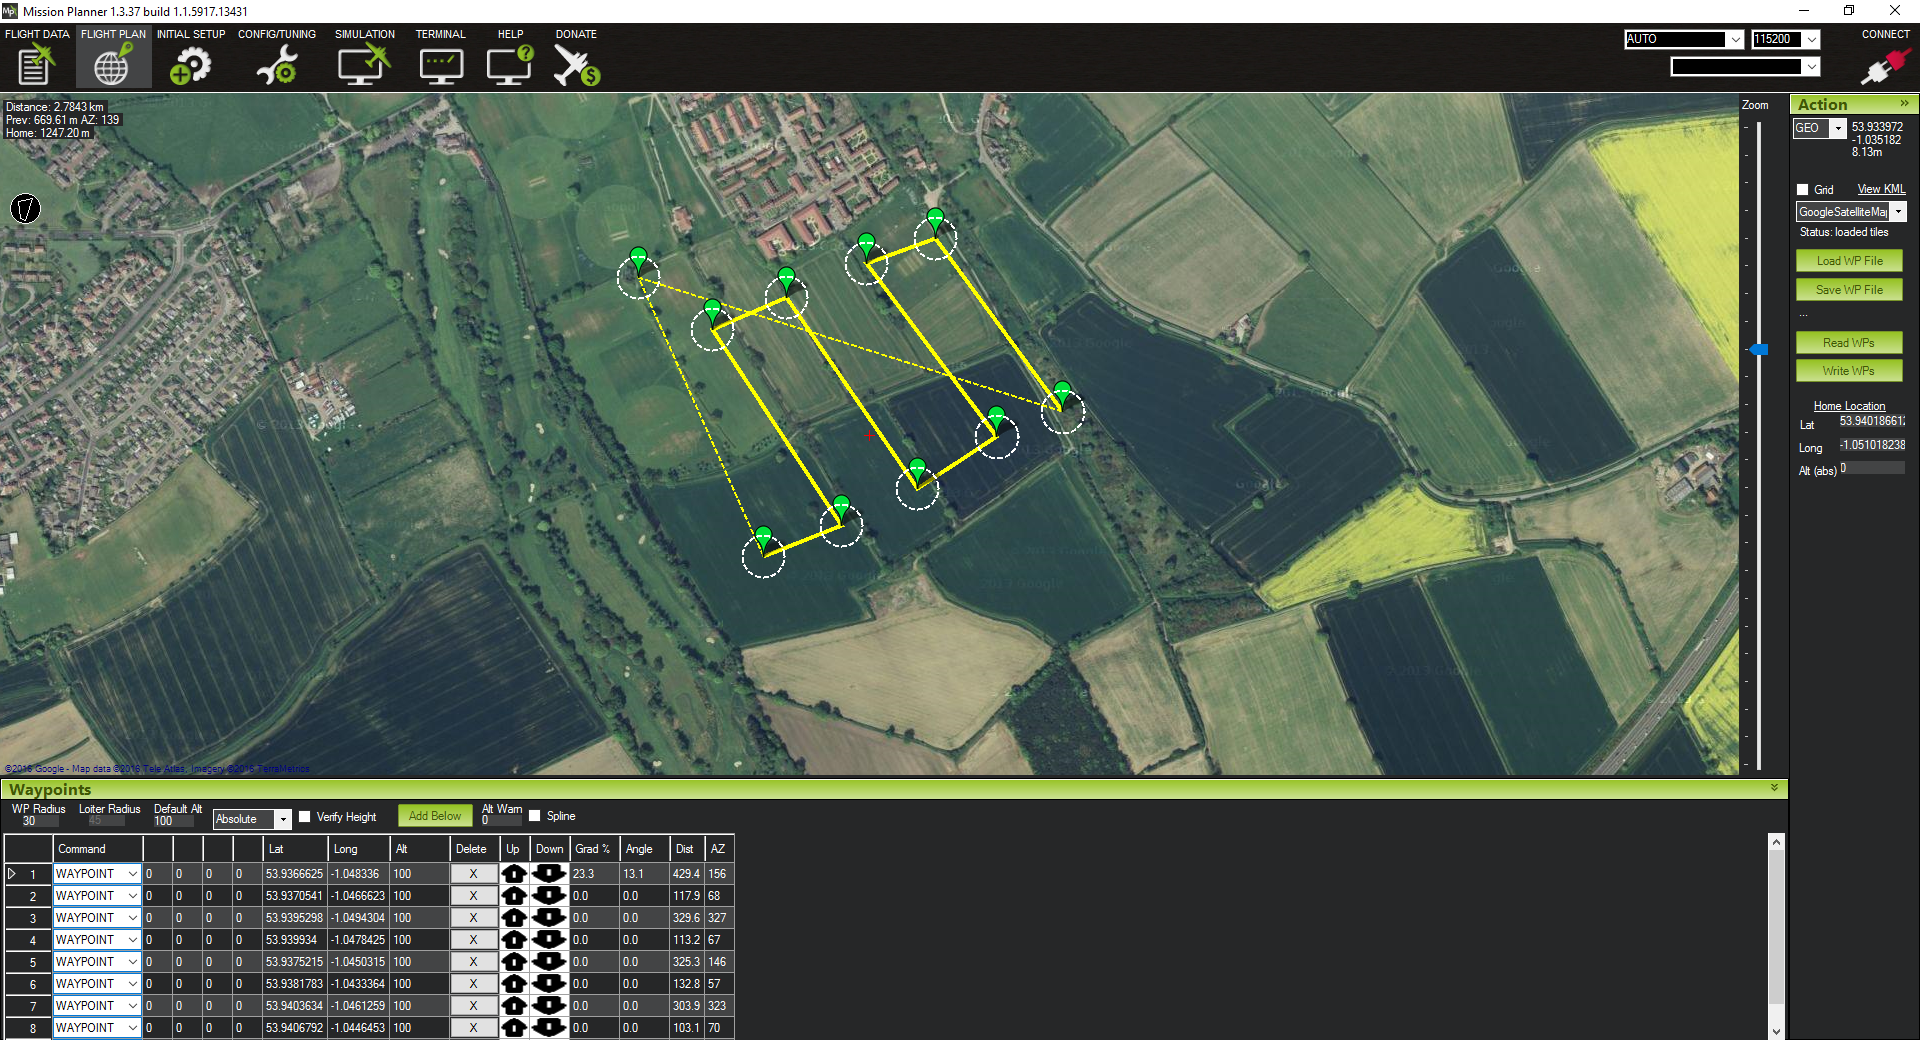 Mission Planner 1.3.37 build 1.1.5917.13431
FLIGHT DATA FLIGHT PLAN INITIAL SETUP CONFIG/TUNING SIMULATION TERMINAL HELP DONATE
AUTO 115200 CONNECT
Distance: 2.7843 km
Prev: 669.61 m AZ: 139
Home: 1247.20 m
Zoom
Action
GEO 53.933972
-1.035182
8.13m
Grid View KML
GoogleSatelliteMap
Status: loaded tiles
Load WP File
Save WP File
...
Read WPs
Write WPs
Home Location
Lat 53.940186612
Long -1.051018238
Alt (abs) 0
©2016 Google - Map data ©2016 Tele Atlas, Imagery ©2016 TerraMetrics
Waypoints
WP Radius Loiter Radius Default Alt Alt Warn
30 45 100 Absolute Verify Height Add Below 0 Spline
Command Lat Long Alt Delete Up Down Grad % Angle Dist AZ
1 WAYPOINT 0 0 0 0 53.9366625 -1.048336 100 X 23.3 13.1 429.4 156
2 WAYPOINT 0 0 0 0 53.9370541 -1.0466623 100 X 0.0 0.0 117.9 68
3 WAYPOINT 0 0 0 0 53.9395298 -1.0494304 100 X 0.0 0.0 329.6 327
4 WAYPOINT 0 0 0 0 53.939934 -1.0478425 100 X 0.0 0.0 113.2 67
5 WAYPOINT 0 0 0 0 53.9375215 -1.0450315 100 X 0.0 0.0 325.3 146
6 WAYPOINT 0 0 0 0 53.9381783 -1.0433364 100 X 0.0 0.0 132.8 57
7 WAYPOINT 0 0 0 0 53.9403634 -1.0461259 100 X 0.0 0.0 303.9 323
8 WAYPOINT 0 0 0 0 53.9406792 -1.0446453 100 X 0.0 0.0 103.1 70